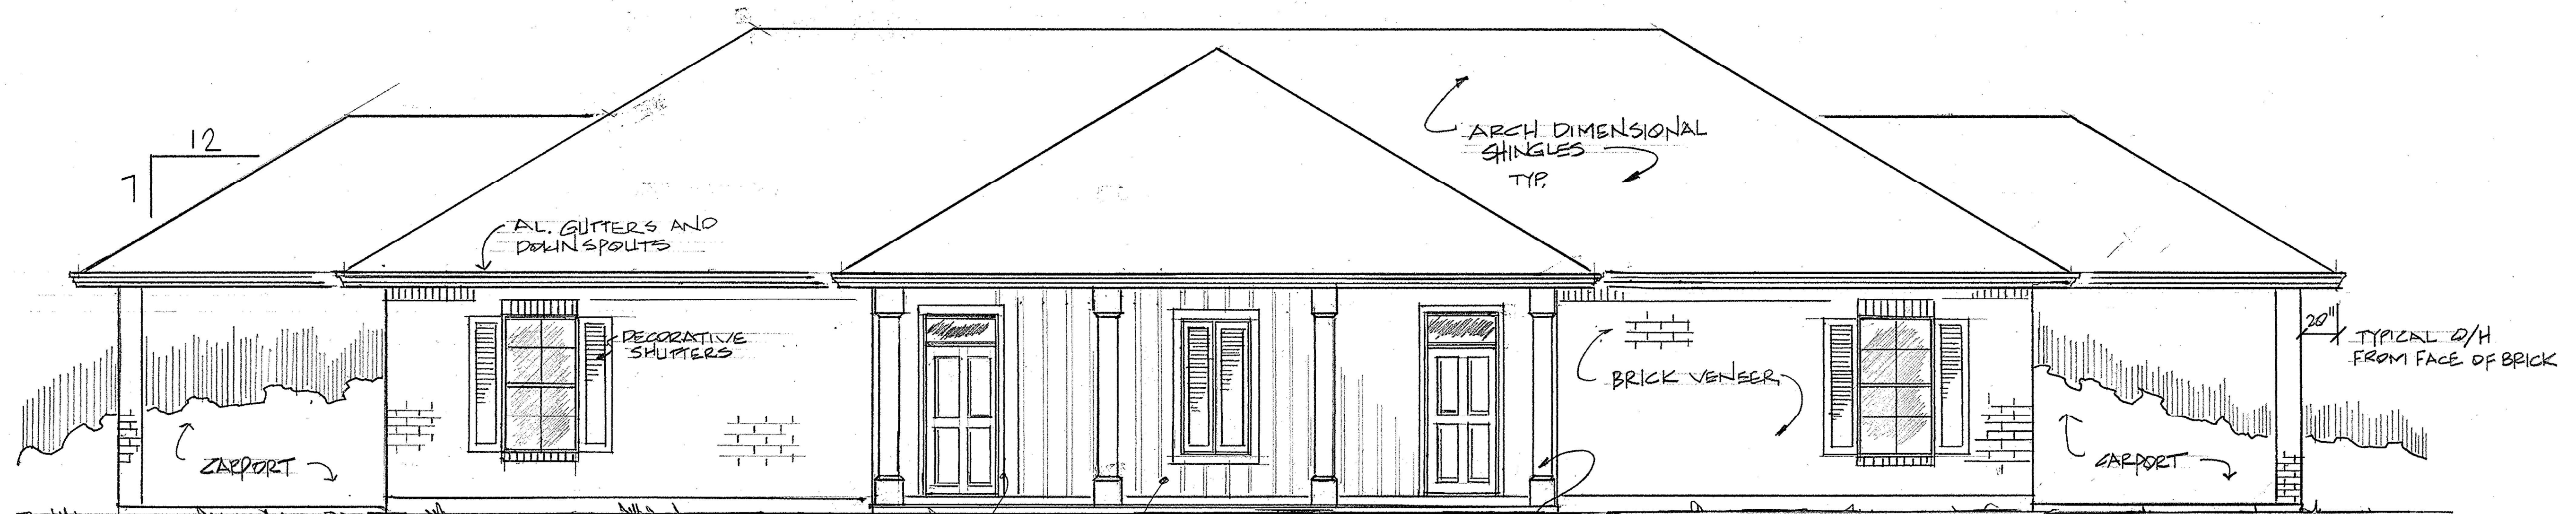 12
7
AL. GUTTERS AND
DOWNSPOUTS
ARCH DIMENSIONAL
SHINGLES
TYP.
DECORATIVE
SHUTTERS
BRICK VENEER
20"
TYPICAL O/H
FROM FACE OF BRICK
CARPORT
CARPORT